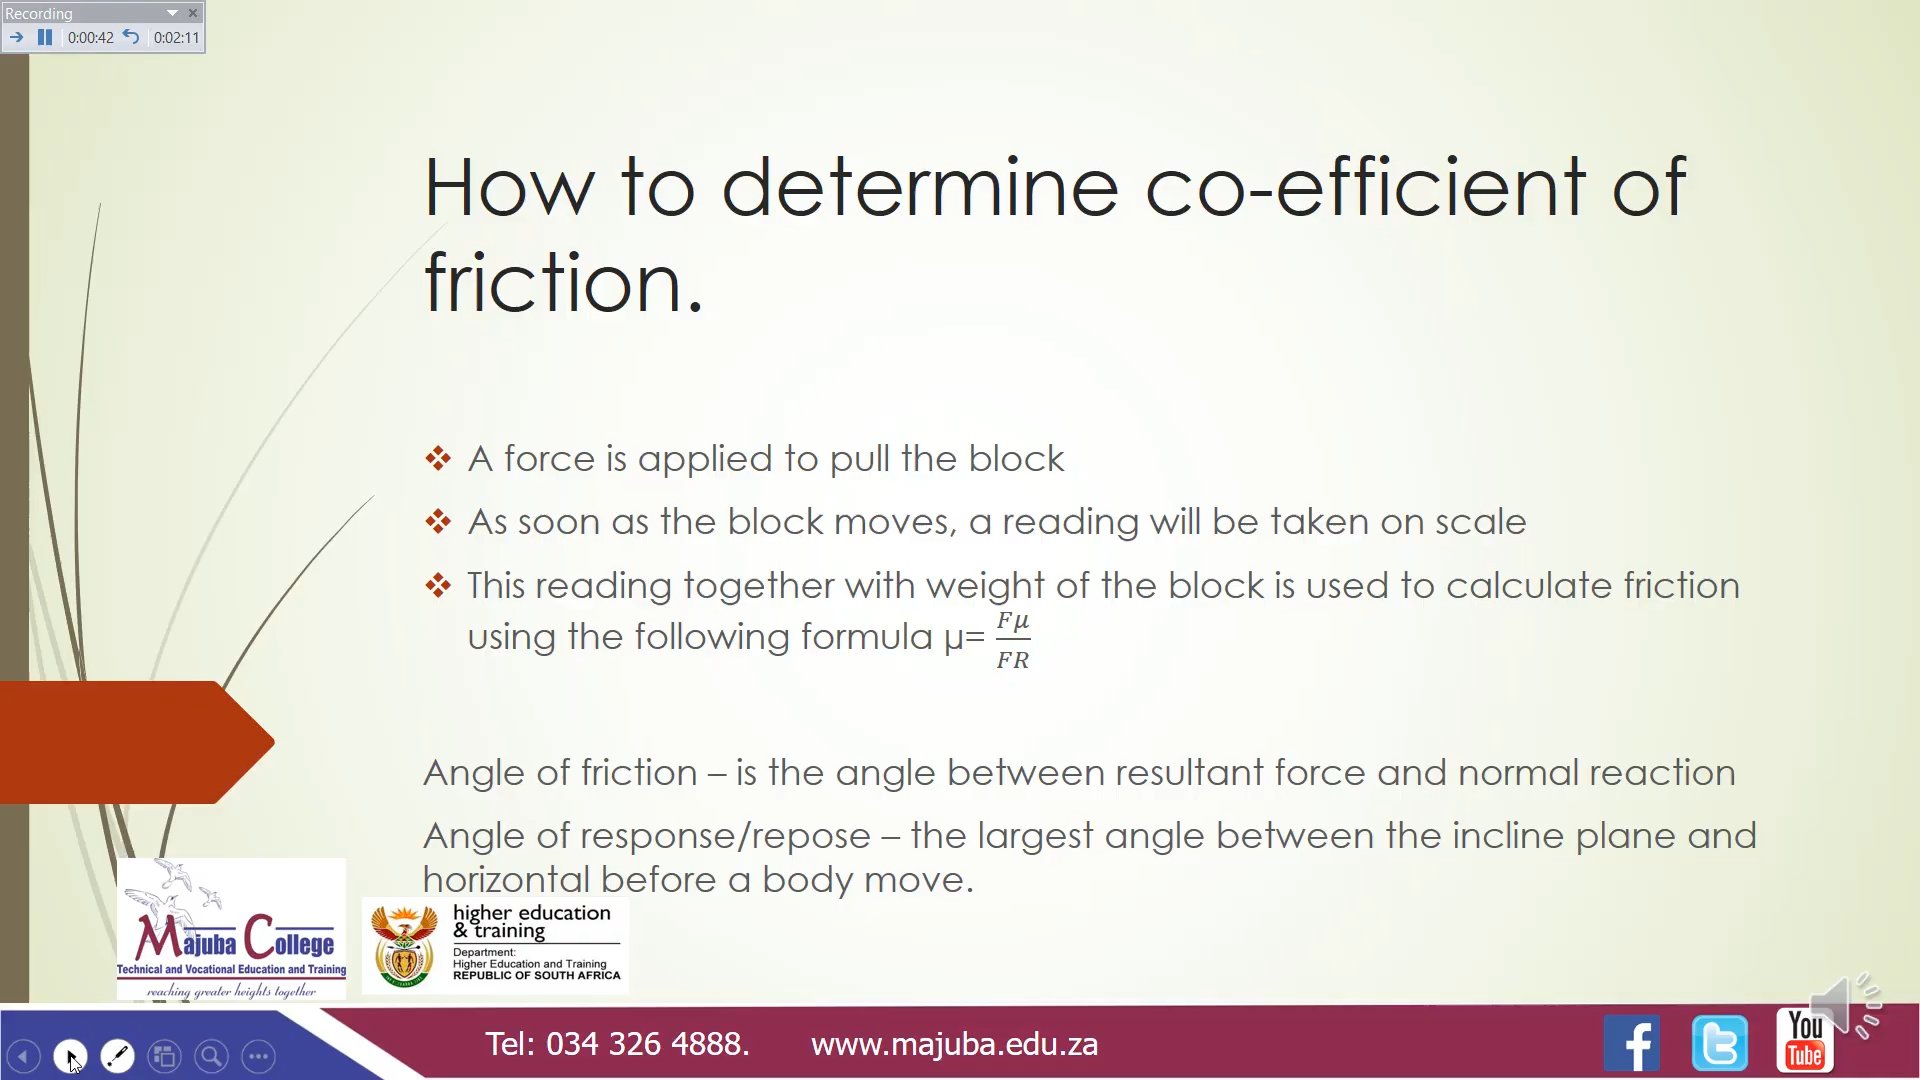 Recording
0:00:42 0:02:11
How to determine co-efficient of
friction.
❖ A force is applied to pull the block
❖ As soon as the block moves, a reading will be taken on scale
❖ This reading together with weight of the block is used to calculate friction
using the following formula μ= Fμ/FR
Angle of friction – is the angle between resultant force and normal reaction
Angle of response/repose – the largest angle between the incline plane and
horizontal before a body move.
Majuba College
Technical and Vocational Education and Training
reaching greater heights together
higher education
& training
Department:
Higher Education and Training
REPUBLIC OF SOUTH AFRICA
Tel: 034 326 4888. www.majuba.edu.za
You
Tube